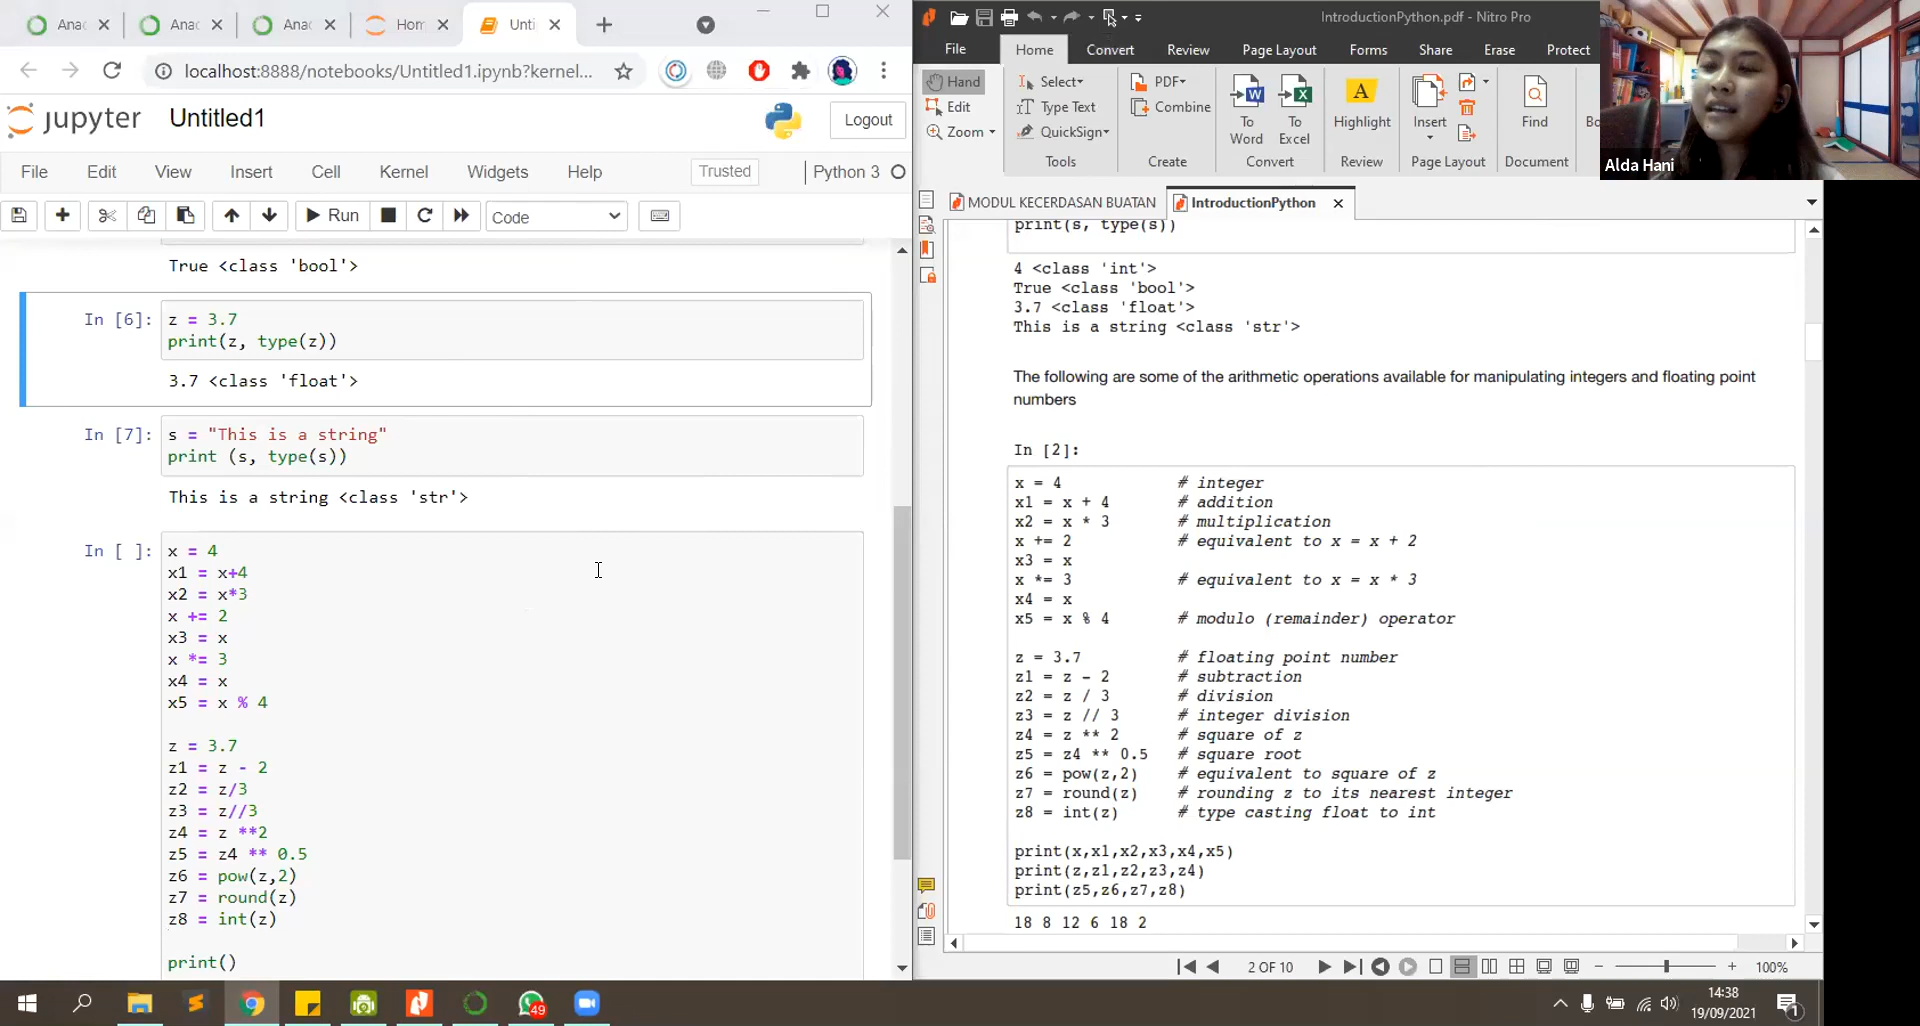 Anac
Anac
Anac
Hom
Unti
localhost:8888/notebooks/Untitled1.ipynb?kernel...
jupyter
Untitled1
Logout
File Edit View Insert Cell Kernel Widgets Help
Trusted
Python 3
Run
Code
True <class 'bool'>
In [6]:
z = 3.7
print(z, type(z))
3.7 <class 'float'>
In [7]:
s = "This is a string"
print (s, type(s))
This is a string <class 'str'>
In [ ]:
x = 4
x1 = x+4
x2 = x*3
x += 2
x3 = x
x *= 3
x4 = x
x5 = x % 4
z = 3.7
z1 = z - 2
z2 = z/3
z3 = z//3
z4 = z **2
z5 = z4 ** 0.5
z6 = pow(z,2)
z7 = round(z)
z8 = int(z)
print()
IntroductionPython.pdf - Nitro Pro
File Home Convert Review Page Layout Forms Share Erase Protect
Hand
Edit
Zoom
Select
Type Text
QuickSign
Tools
PDF
Combine
Create
To Word
To Excel
Convert
Highlight
Review
Insert
Page Layout
Find
Document
Alda Hani
MODUL KECERDASAN BUATAN
IntroductionPython
print(s, type(s))
4 <class 'int'>
True <class 'bool'>
3.7 <class 'float'>
This is a string <class 'str'>
The following are some of the arithmetic operations available for manipulating integers and floating point
numbers
In [2]:
x = 4 # integer
x1 = x + 4 # addition
x2 = x * 3 # multiplication
x += 2 # equivalent to x = x + 2
x3 = x
x *= 3 # equivalent to x = x * 3
x4 = x
x5 = x % 4 # modulo (remainder) operator
z = 3.7 # floating point number
z1 = z - 2 # subtraction
z2 = z / 3 # division
z3 = z // 3 # integer division
z4 = z ** 2 # square of z
z5 = z4 ** 0.5 # square root
z6 = pow(z,2) # equivalent to square of z
z7 = round(z) # rounding z to its nearest integer
z8 = int(z) # type casting float to int
print(x,x1,x2,x3,x4,x5)
print(z,z1,z2,z3,z4)
print(z5,z6,z7,z8)
18 8 12 6 18 2
2 OF 10
100%
49
14:38
19/09/2021
1